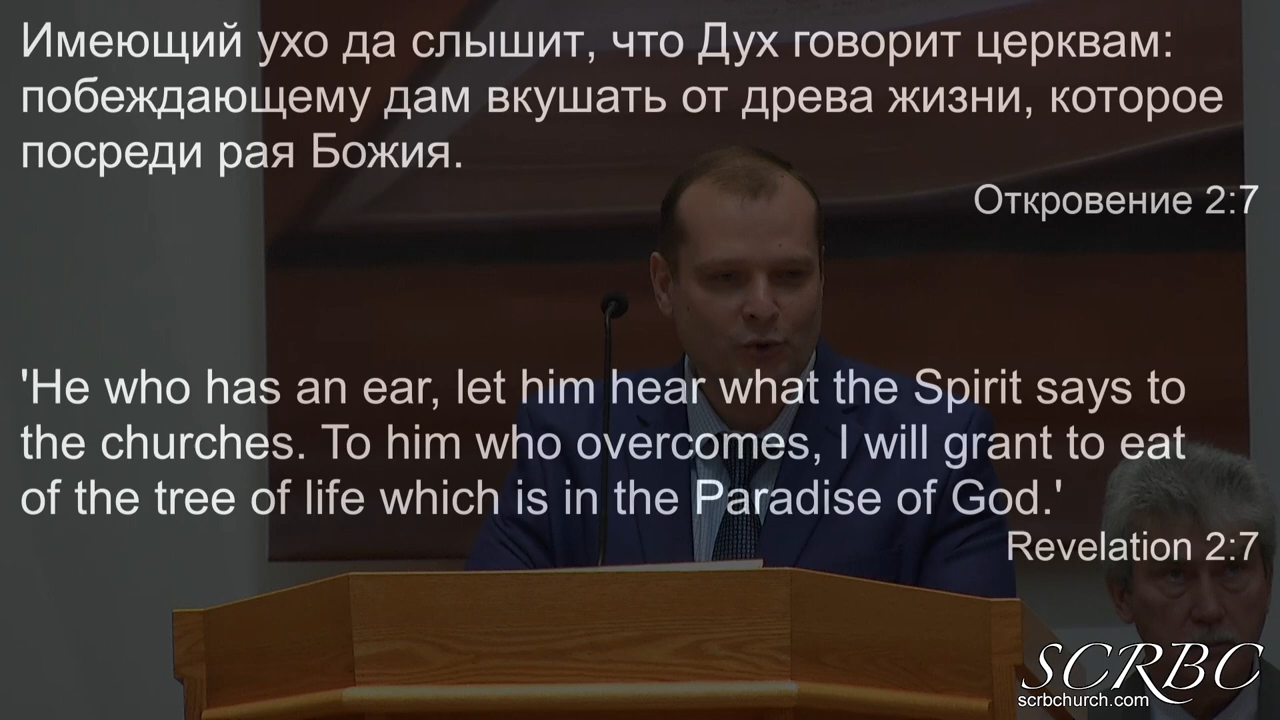 Имеющий ухо да слышит, что Дух говорит церквам:
побеждающему дам вкушать от древа жизни, которое
посреди рая Божия.
Откровение 2:7
'He who has an ear, let him hear what the Spirit says to
the churches. To him who overcomes, I will grant to eat
of the tree of life which is in the Paradise of God.'
Revelation 2:7
SCRBC
scrbchurch.com